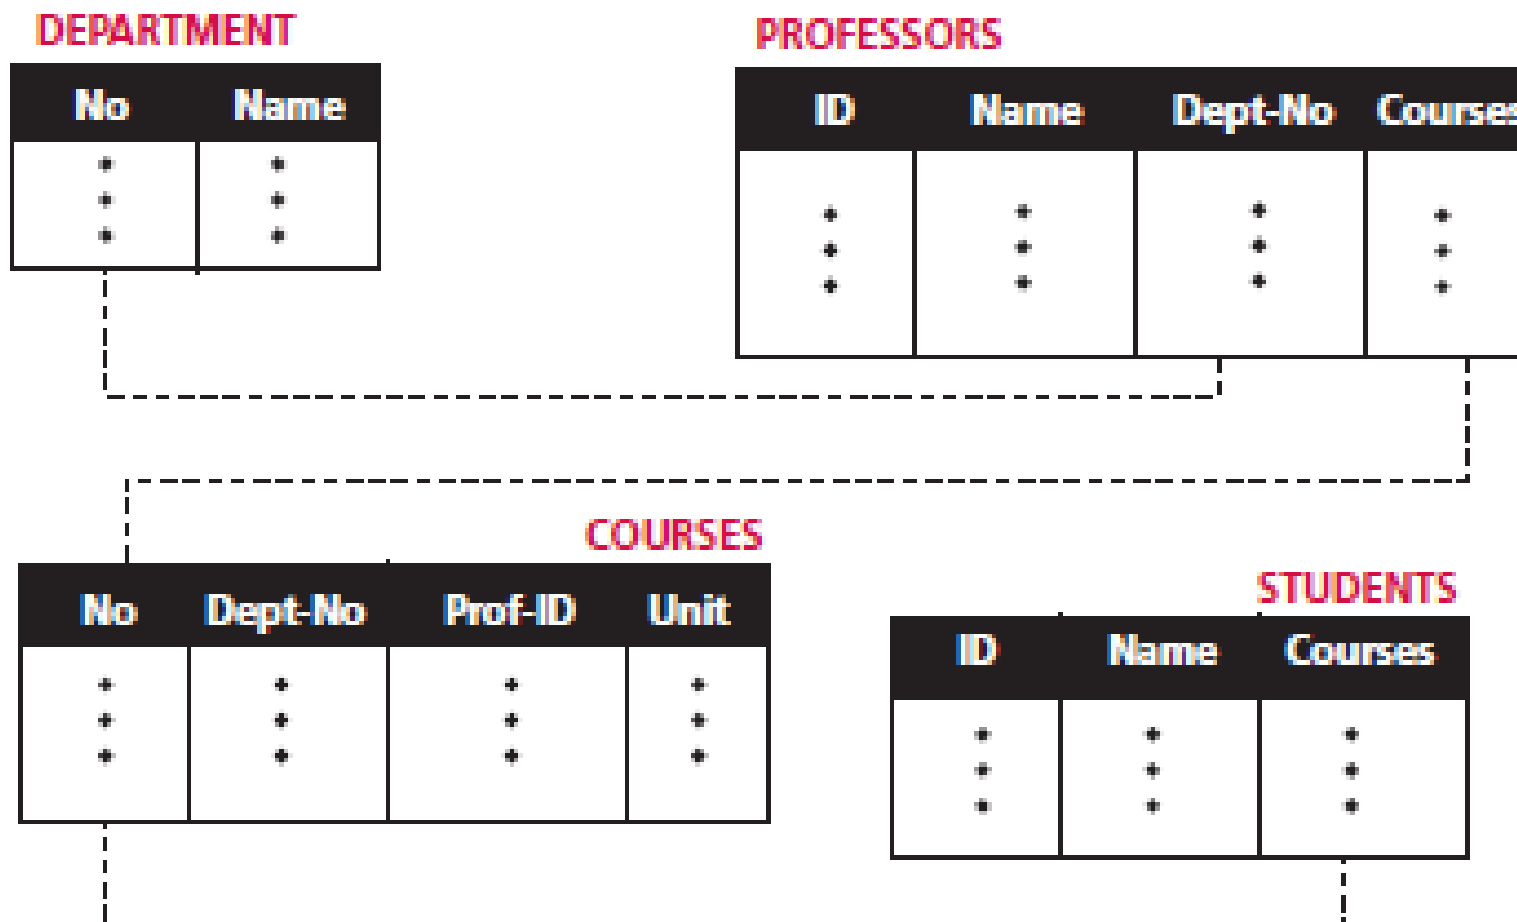 DEPARTMENT
No Name
PROFESSORS
ID Name Dept-No Courses
COURSES
No Dept-No Prof-ID Unit
STUDENTS
ID Name Courses